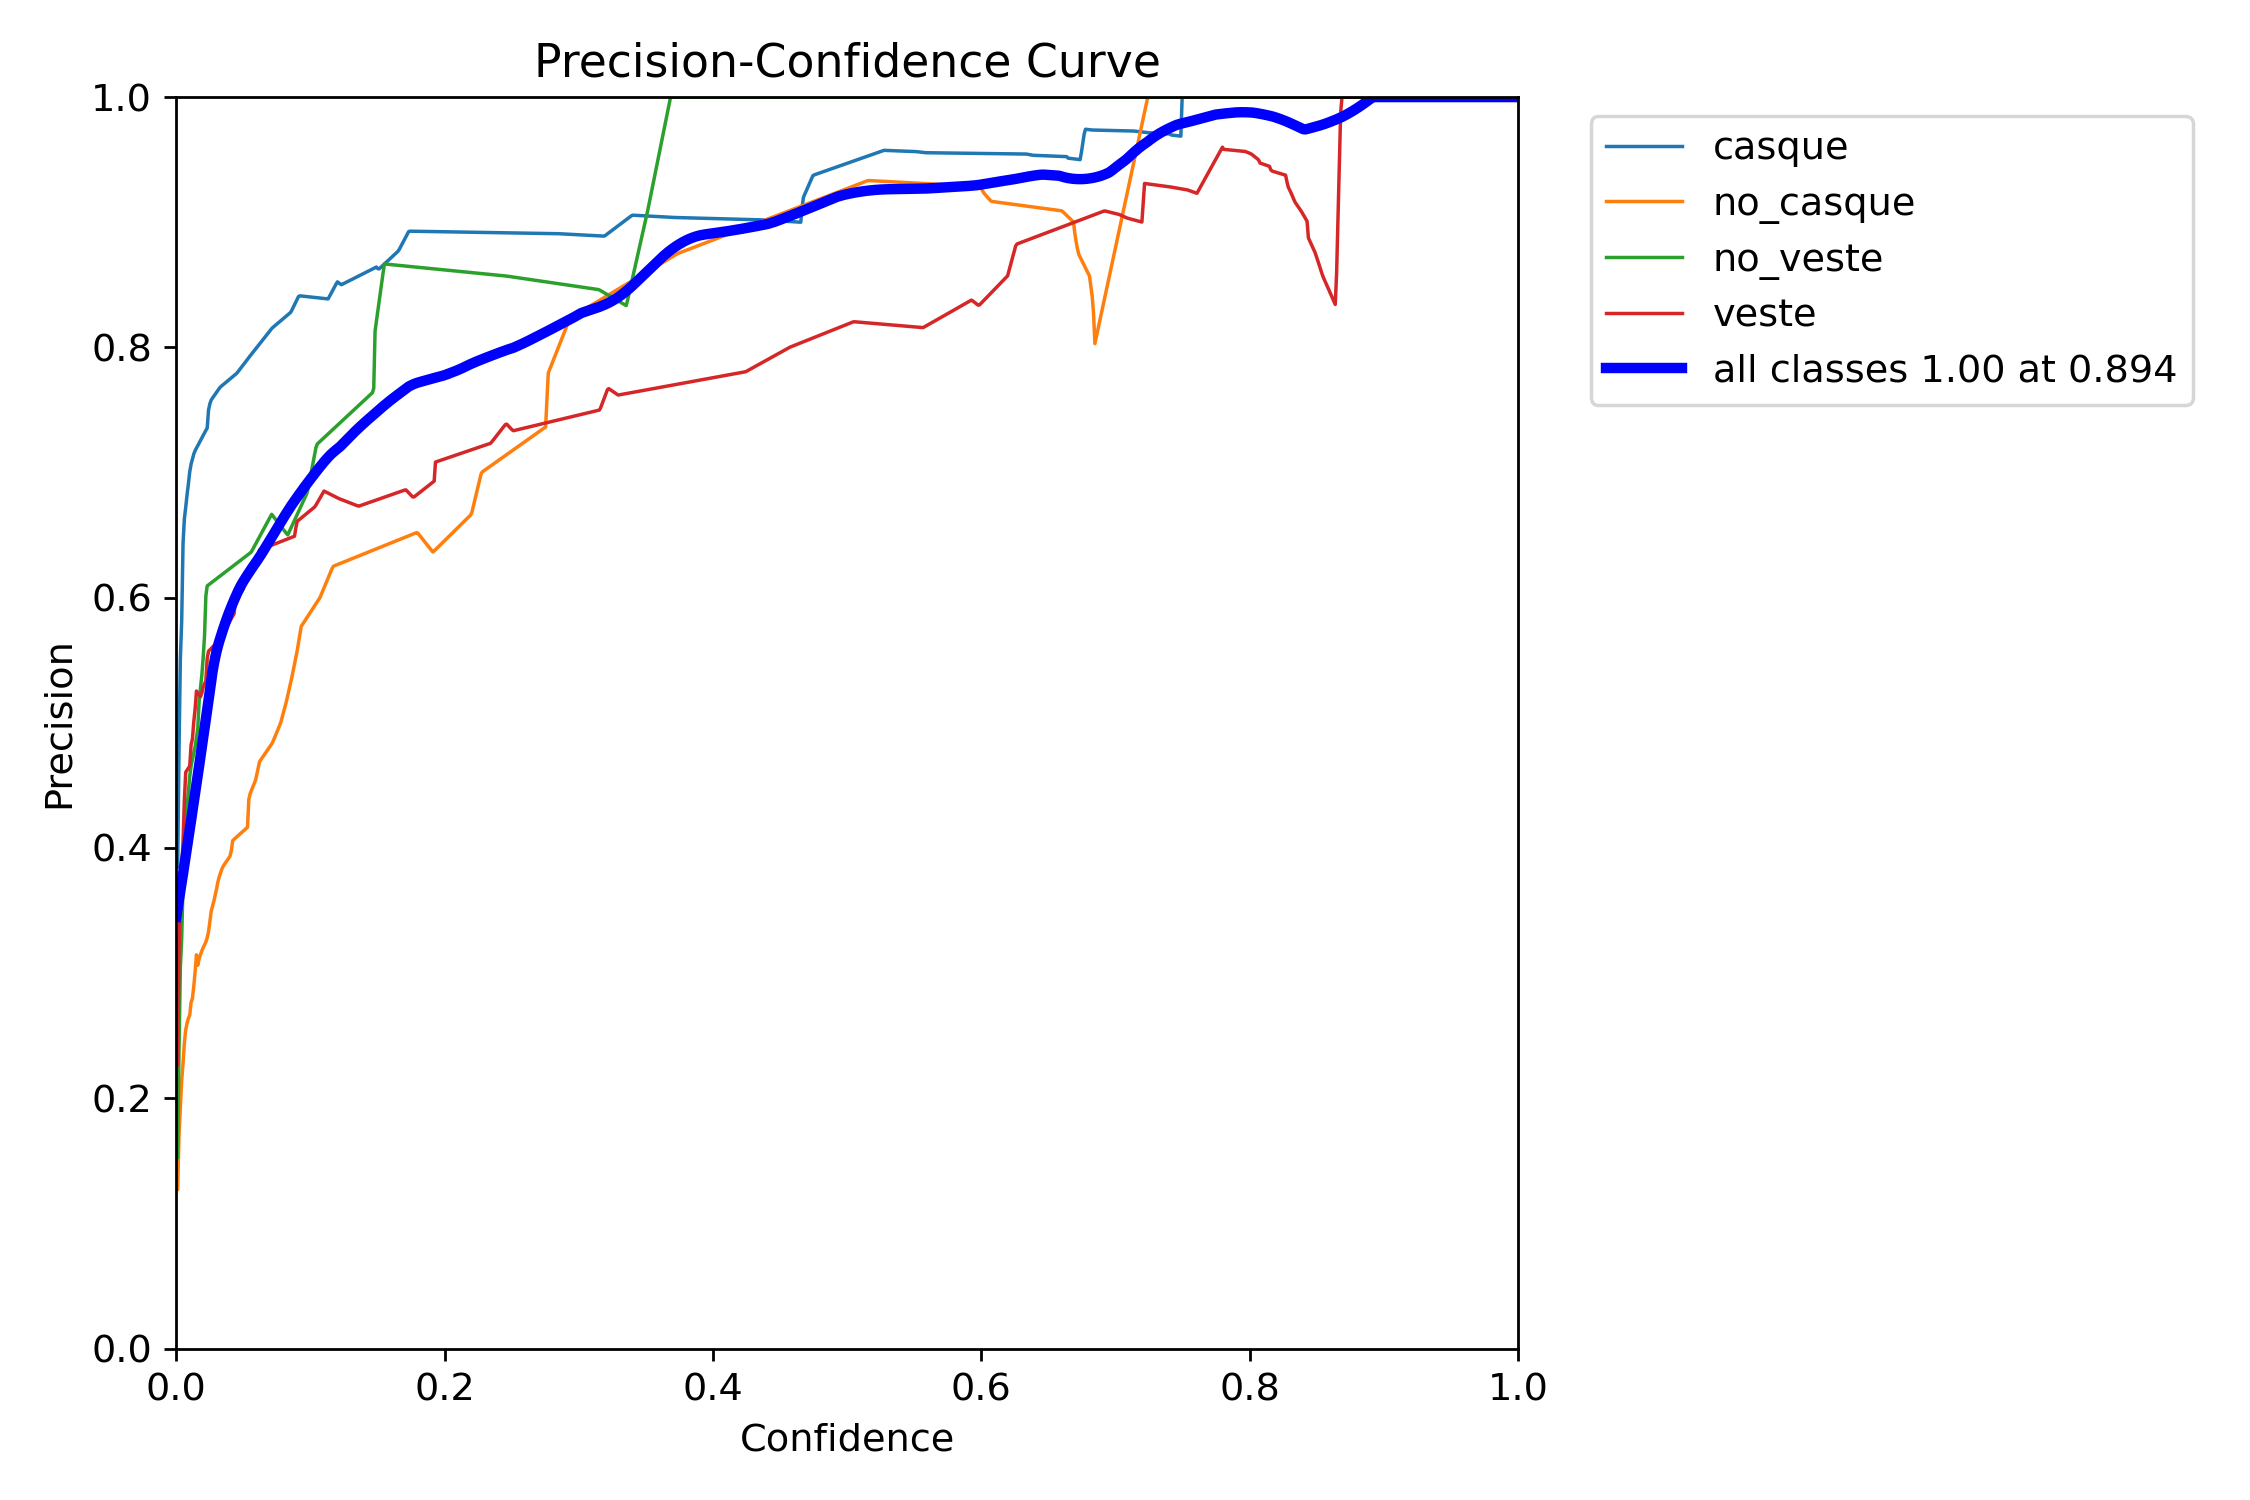 Precision-Confidence Curve
1.0
0.8
0.6
0.4
0.2
0.0
Precision
0.0 0.2 0.4 0.6 0.8 1.0
Confidence
casque
no_casque
no_veste
veste
all classes 1.00 at 0.894